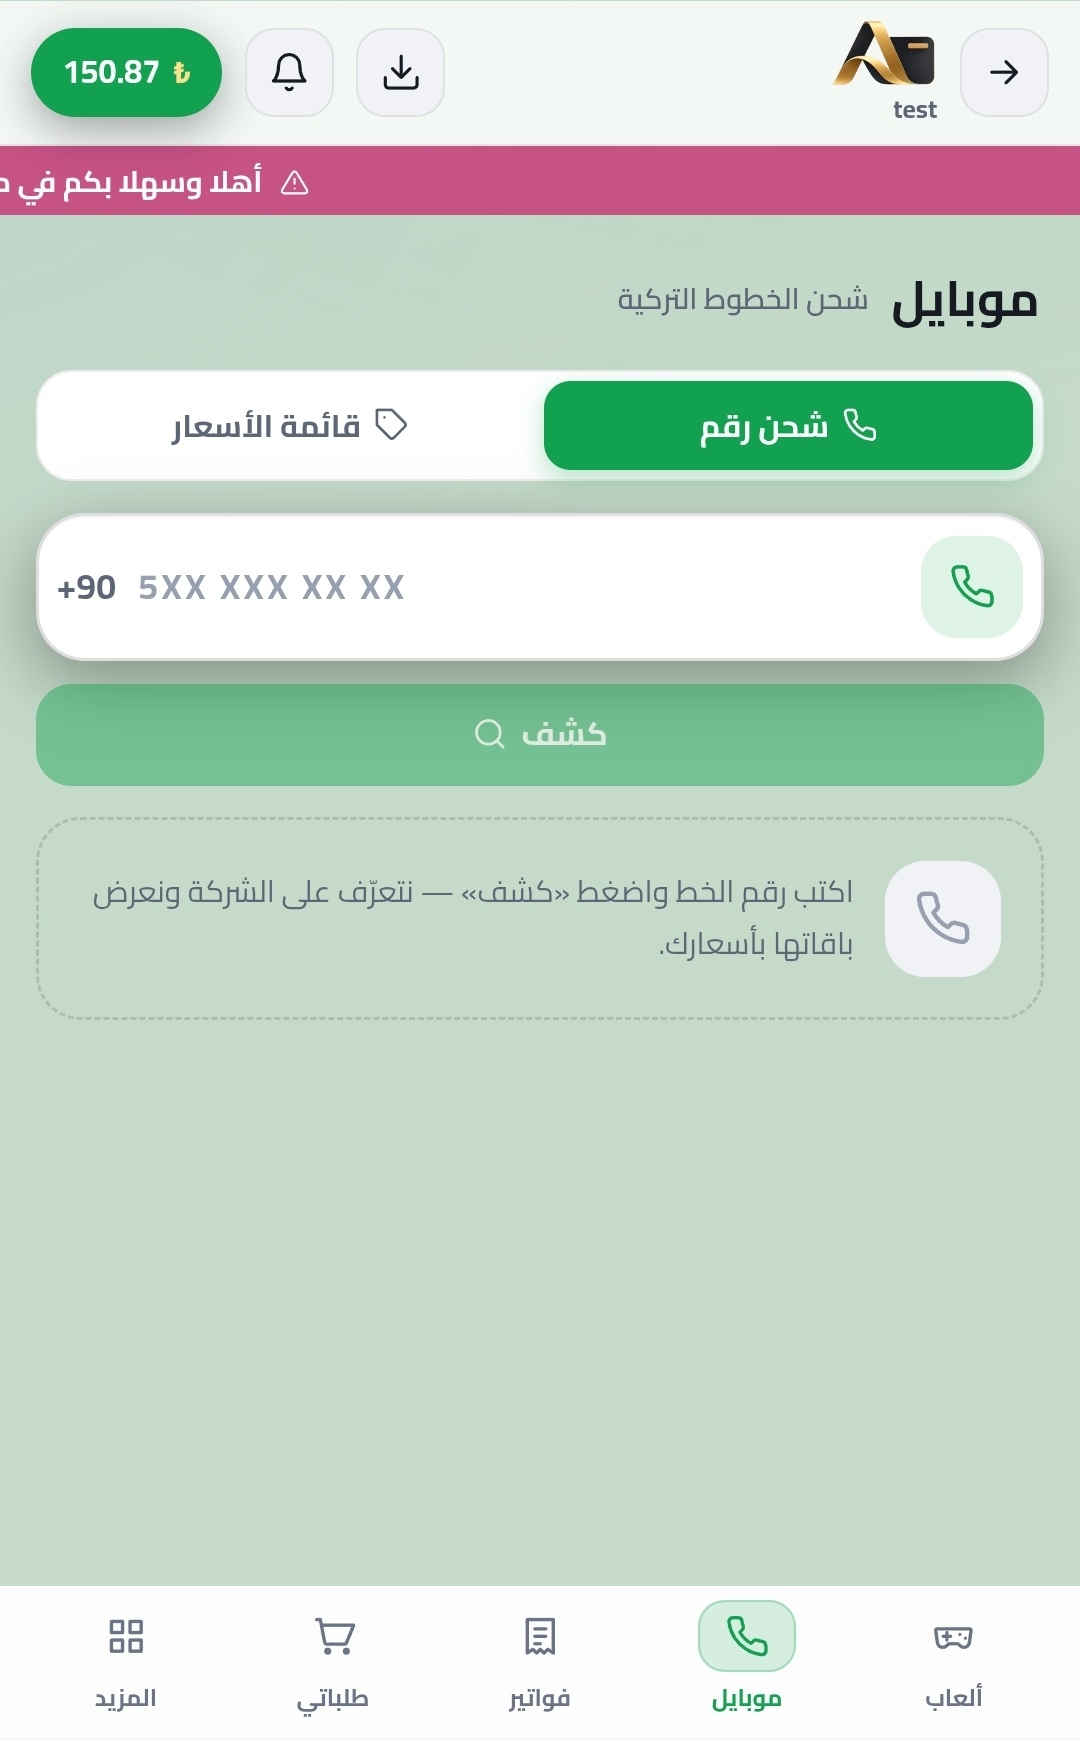 150.87 ₺
test
أهلا وسهلا بكم في
موبايل
شحن الخطوط التركية
شحن رقم
قائمة الأسعار
+90 5XX XXX XX XX
كشف
اكتب رقم الخط واضغط «كشف» — نتعرّف على الشركة ونعرض
باقاتها بأسعارك.
ألعاب
موبايل
فواتير
طلباتي
المزيد